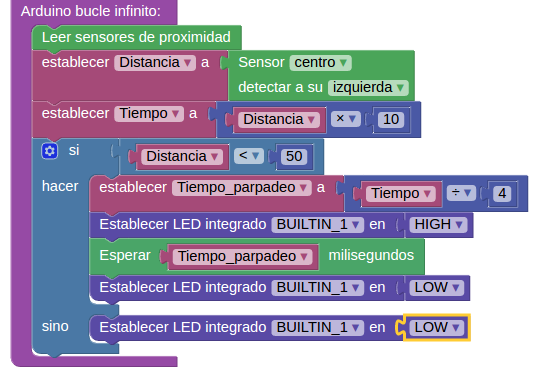 Arduino bucle infinito:
Leer sensores de proximidad
establecer Distancia ▾ a Sensor centro ▾
detectar a su izquierda ▾
establecer Tiempo ▾ a Distancia ▾ × ▾ 10
si Distancia ▾ < ▾ 50
hacer establecer Tiempo_parpadeo ▾ a Tiempo ▾ ÷ ▾ 4
Establecer LED integrado BUILTIN_1 ▾ en HIGH ▾
Esperar Tiempo_parpadeo ▾ milisegundos
Establecer LED integrado BUILTIN_1 ▾ en LOW ▾
sino Establecer LED integrado BUILTIN_1 ▾ en LOW ▾